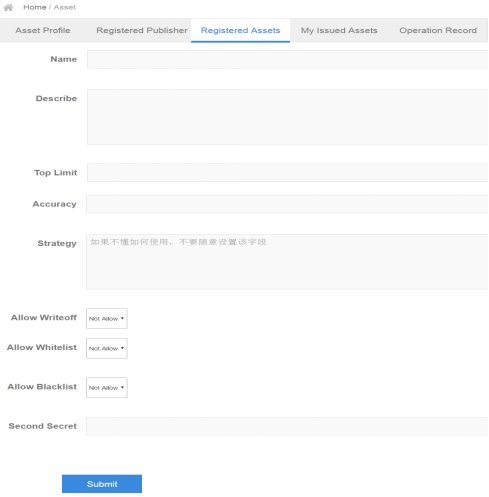 Home / Asset
Asset Profile Registered Publisher Registered Assets My Issued Assets Operation Record
Name
Describe
Top Limit
Accuracy
Strategy 如果不懂如何使用，不要随意设置该字段
Allow Writeoff Not Allow
Allow Whitelist Not Allow
Allow Blacklist Not Allow
Second Secret
Submit